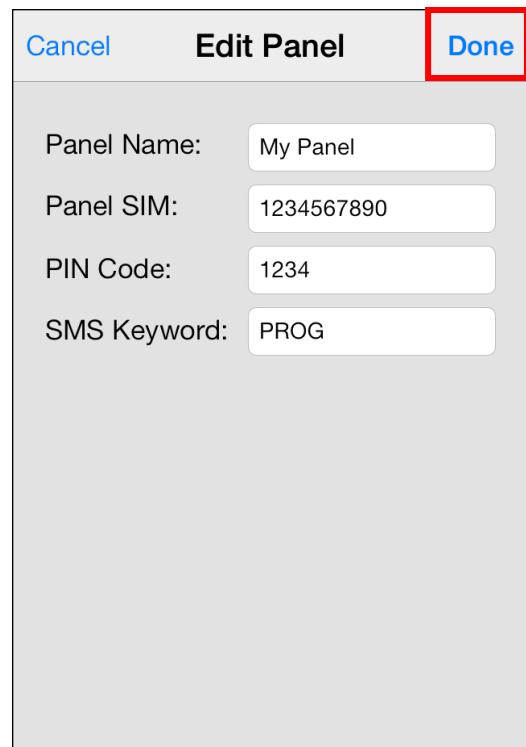 Cancel Edit Panel Done
Panel Name: My Panel
Panel SIM: 1234567890
PIN Code: 1234
SMS Keyword: PROG